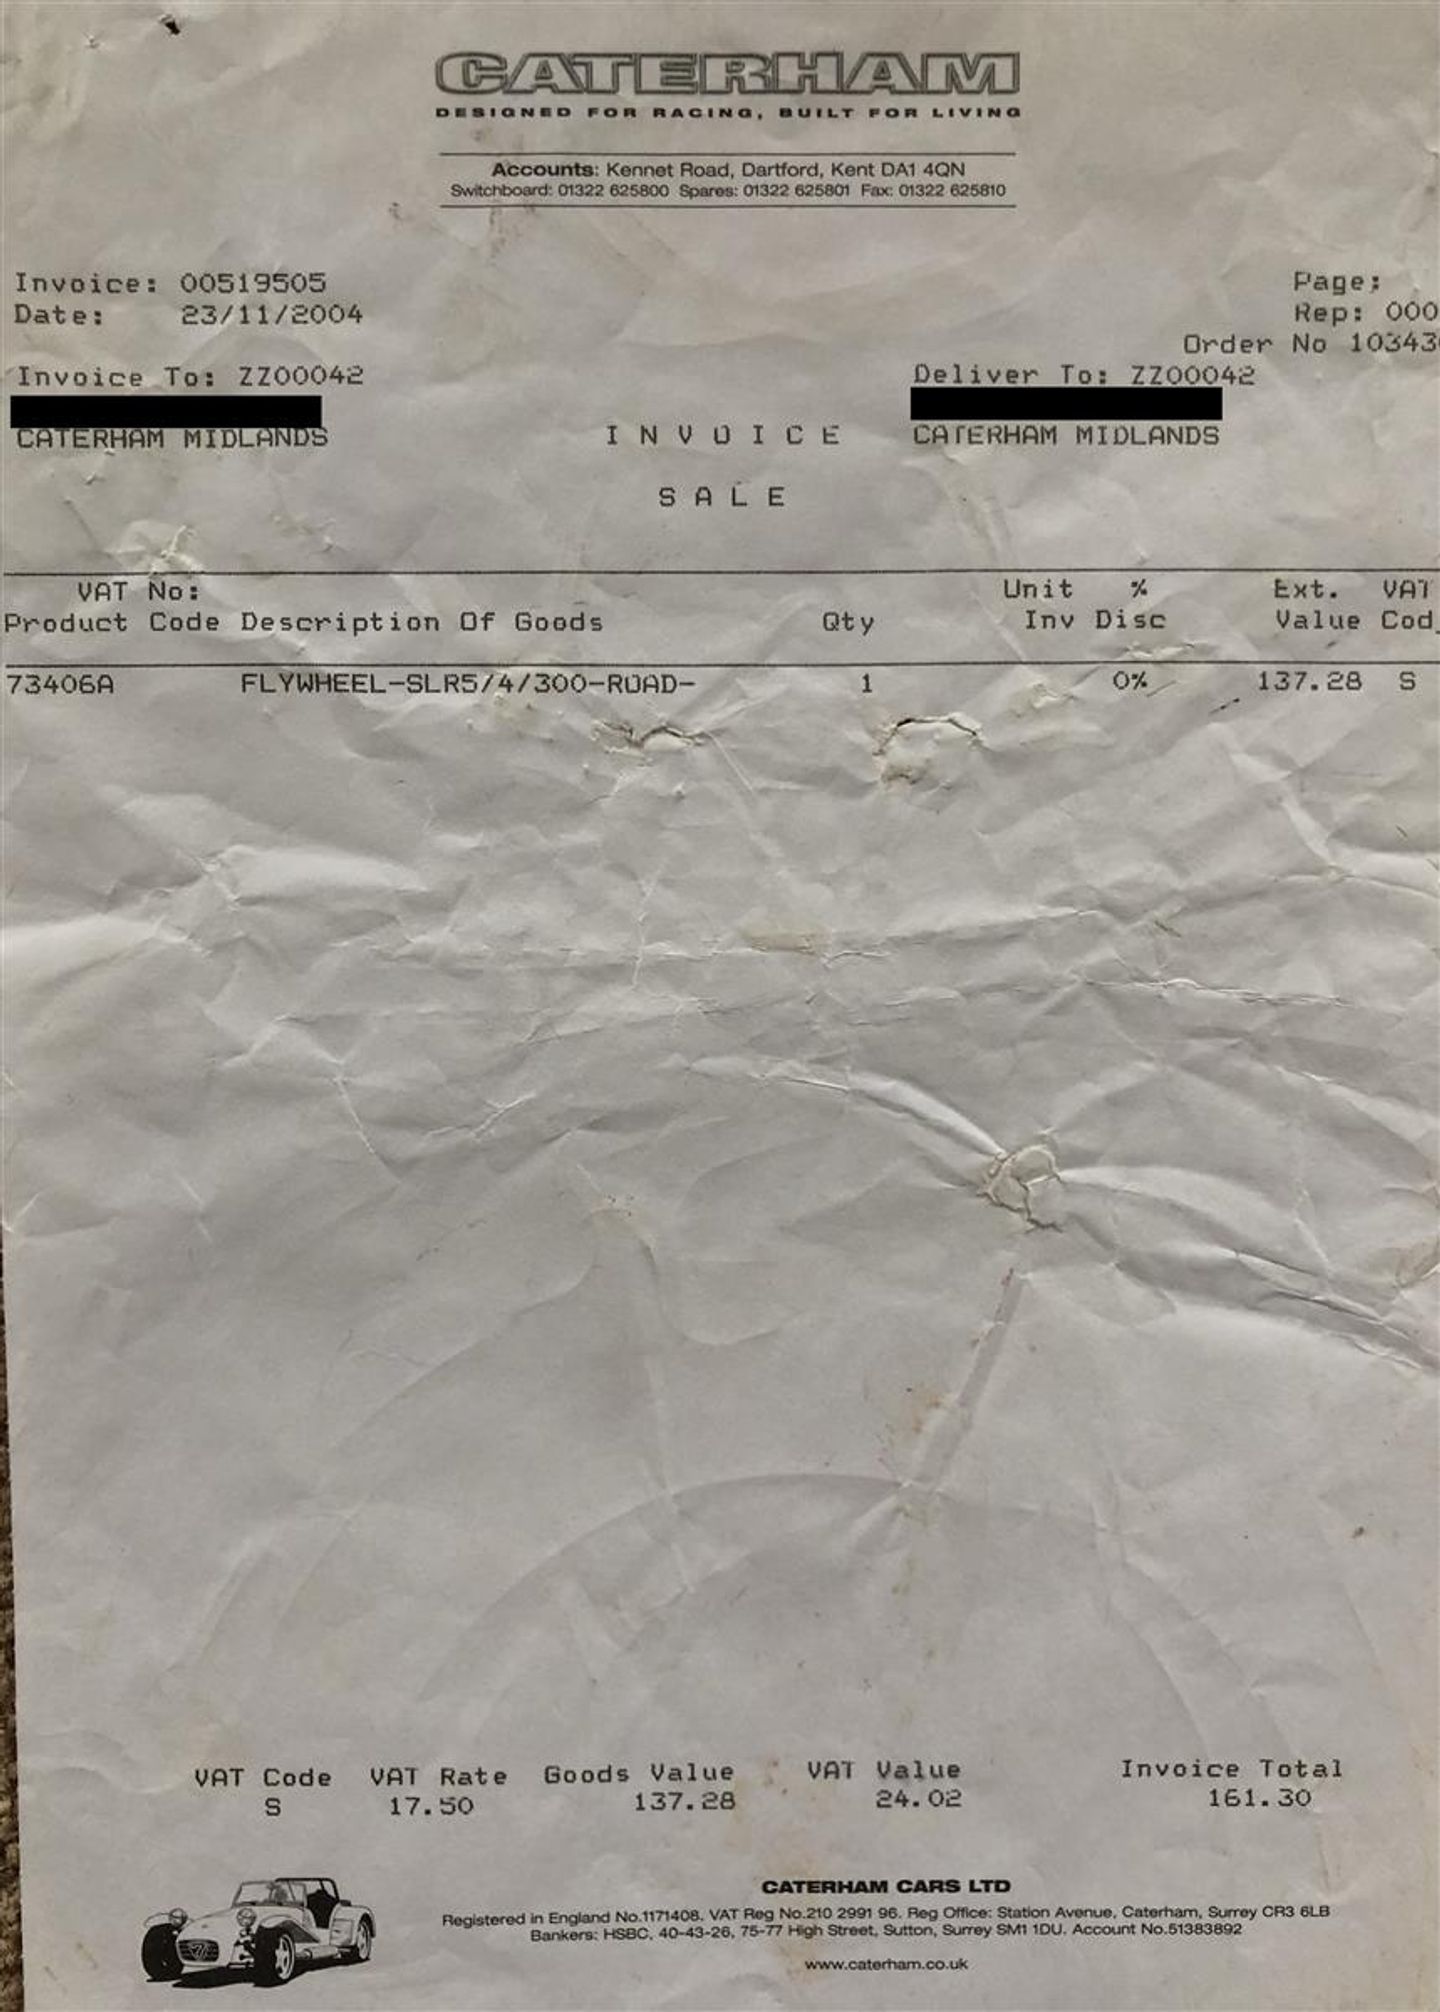 CATERHAM
DESIGNED FOR RACING, BUILT FOR LIVING
Accounts: Kennet Road, Dartford, Kent DA1 4QN
Switchboard: 01322 625800 Spares: 01322 625801 Fax: 01322 625810
Invoice: 00519505 Page:
Date: 23/11/2004 Rep: 000
Order No 10343
Invoice To: ZZ00042 Deliver To: ZZ00042
CATERHAM MIDLANDS INVOICE CATERHAM MIDLANDS
SALE
VAT No: Unit % Ext. VAT
Product Code Description Of Goods Qty Inv Disc Value Cod
73406A FLYWHEEL-SLR5/4/300-ROAD- 1 0% 137.28 S
VAT Code VAT Rate Goods Value VAT Value Invoice Total
S 17.50 137.28 24.02 161.30
CATERHAM CARS LTD
Registered in England No.1171408. VAT Reg No.210 2991 96. Reg Office: Station Avenue, Caterham, Surrey CR3 6LB
Bankers: HSBC, 40-43-26, 75-77 High Street, Sutton, Surrey SM1 1DU. Account No.51383892
www.caterham.co.uk